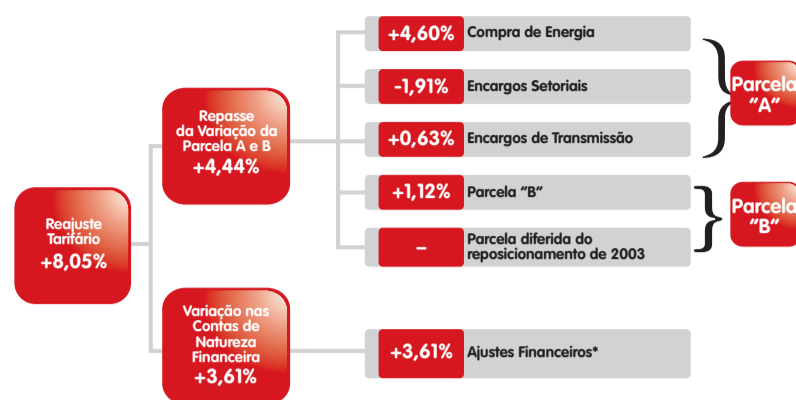 Reajuste
Tarifário
+8,05%
Repasse
da Variação da
Parcela A e B
+4,44%
+4,60% Compra de Energia
-1,91% Encargos Setoriais
+0,63% Encargos de Transmissão
Parcela
"A"
+1,12% Parcela "B"
– Parcela diferida do
reposicionamento de 2003
Parcela
"B"
Variação nas
Contas de
Natureza
Financeira
+3,61%
+3,61% Ajustes Financeiros*